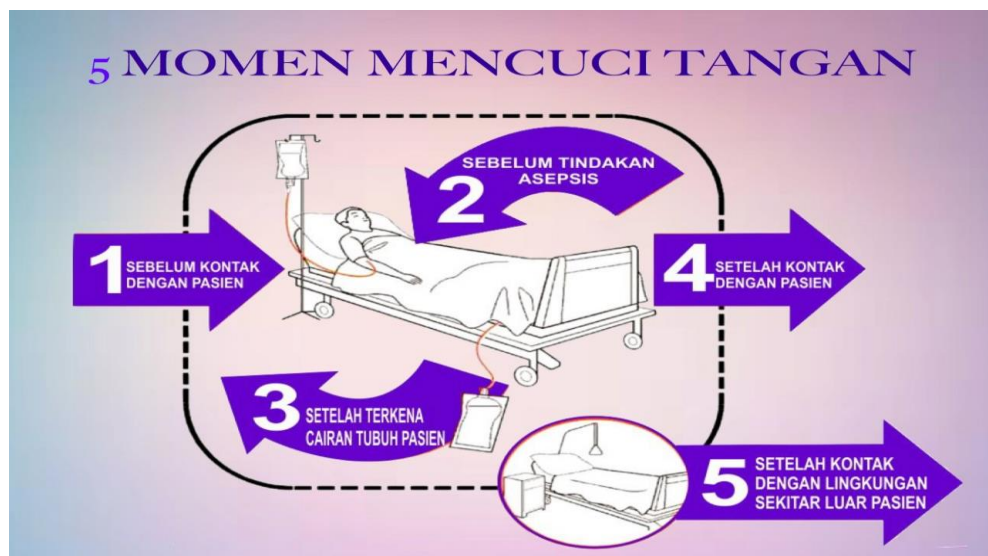 5 MOMEN MENCUCI TANGAN
1 SEBELUM KONTAK
DENGAN PASIEN
2 SEBELUM TINDAKAN
ASEPSIS
3 SETELAH TERKENA
CAIRAN TUBUH PASIEN
4 SETELAH KONTAK
DENGAN PASIEN
5 SETELAH KONTAK
DENGAN LINGKUNGAN
SEKITAR LUAR PASIEN